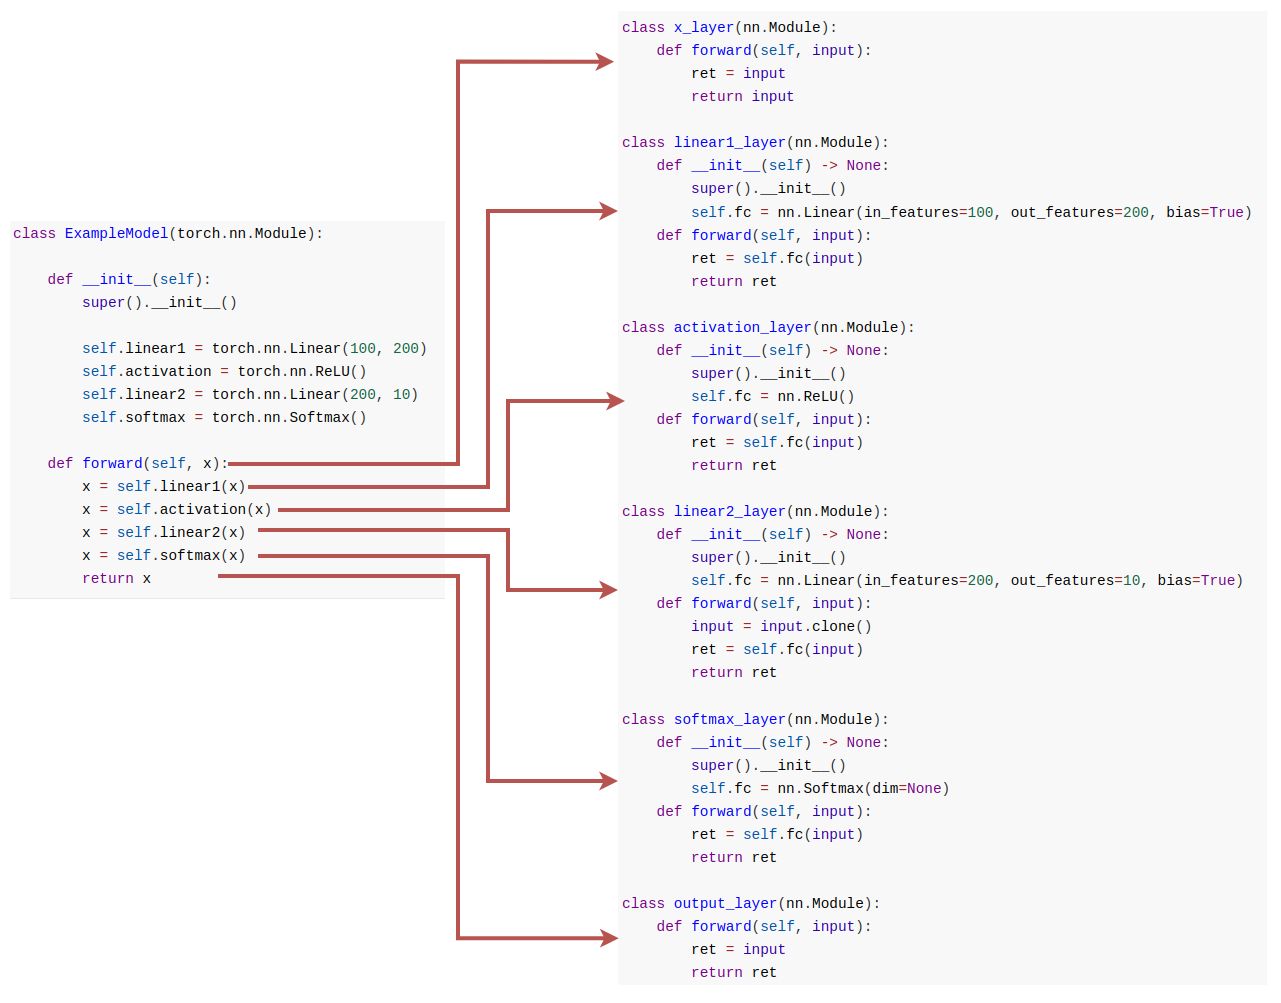 class ExampleModel(torch.nn.Module):
    def __init__(self):
        super().__init__()
        self.linear1 = torch.nn.Linear(100, 200)
        self.activation = torch.nn.ReLU()
        self.linear2 = torch.nn.Linear(200, 10)
        self.softmax = torch.nn.Softmax()
    def forward(self, x):
        x = self.linear1(x)
        x = self.activation(x)
        x = self.linear2(x)
        x = self.softmax(x)
        return x
class x_layer(nn.Module):
    def forward(self, input):
        ret = input
        return input
class linear1_layer(nn.Module):
    def __init__(self) -> None:
        super().__init__()
        self.fc = nn.Linear(in_features=100, out_features=200, bias=True)
    def forward(self, input):
        ret = self.fc(input)
        return ret
class activation_layer(nn.Module):
    def __init__(self) -> None:
        super().__init__()
        self.fc = nn.ReLU()
    def forward(self, input):
        ret = self.fc(input)
        return ret
class linear2_layer(nn.Module):
    def __init__(self) -> None:
        super().__init__()
        self.fc = nn.Linear(in_features=200, out_features=10, bias=True)
    def forward(self, input):
        input = input.clone()
        ret = self.fc(input)
        return ret
class softmax_layer(nn.Module):
    def __init__(self) -> None:
        super().__init__()
        self.fc = nn.Softmax(dim=None)
    def forward(self, input):
        ret = self.fc(input)
        return ret
class output_layer(nn.Module):
    def forward(self, input):
        ret = input
        return ret